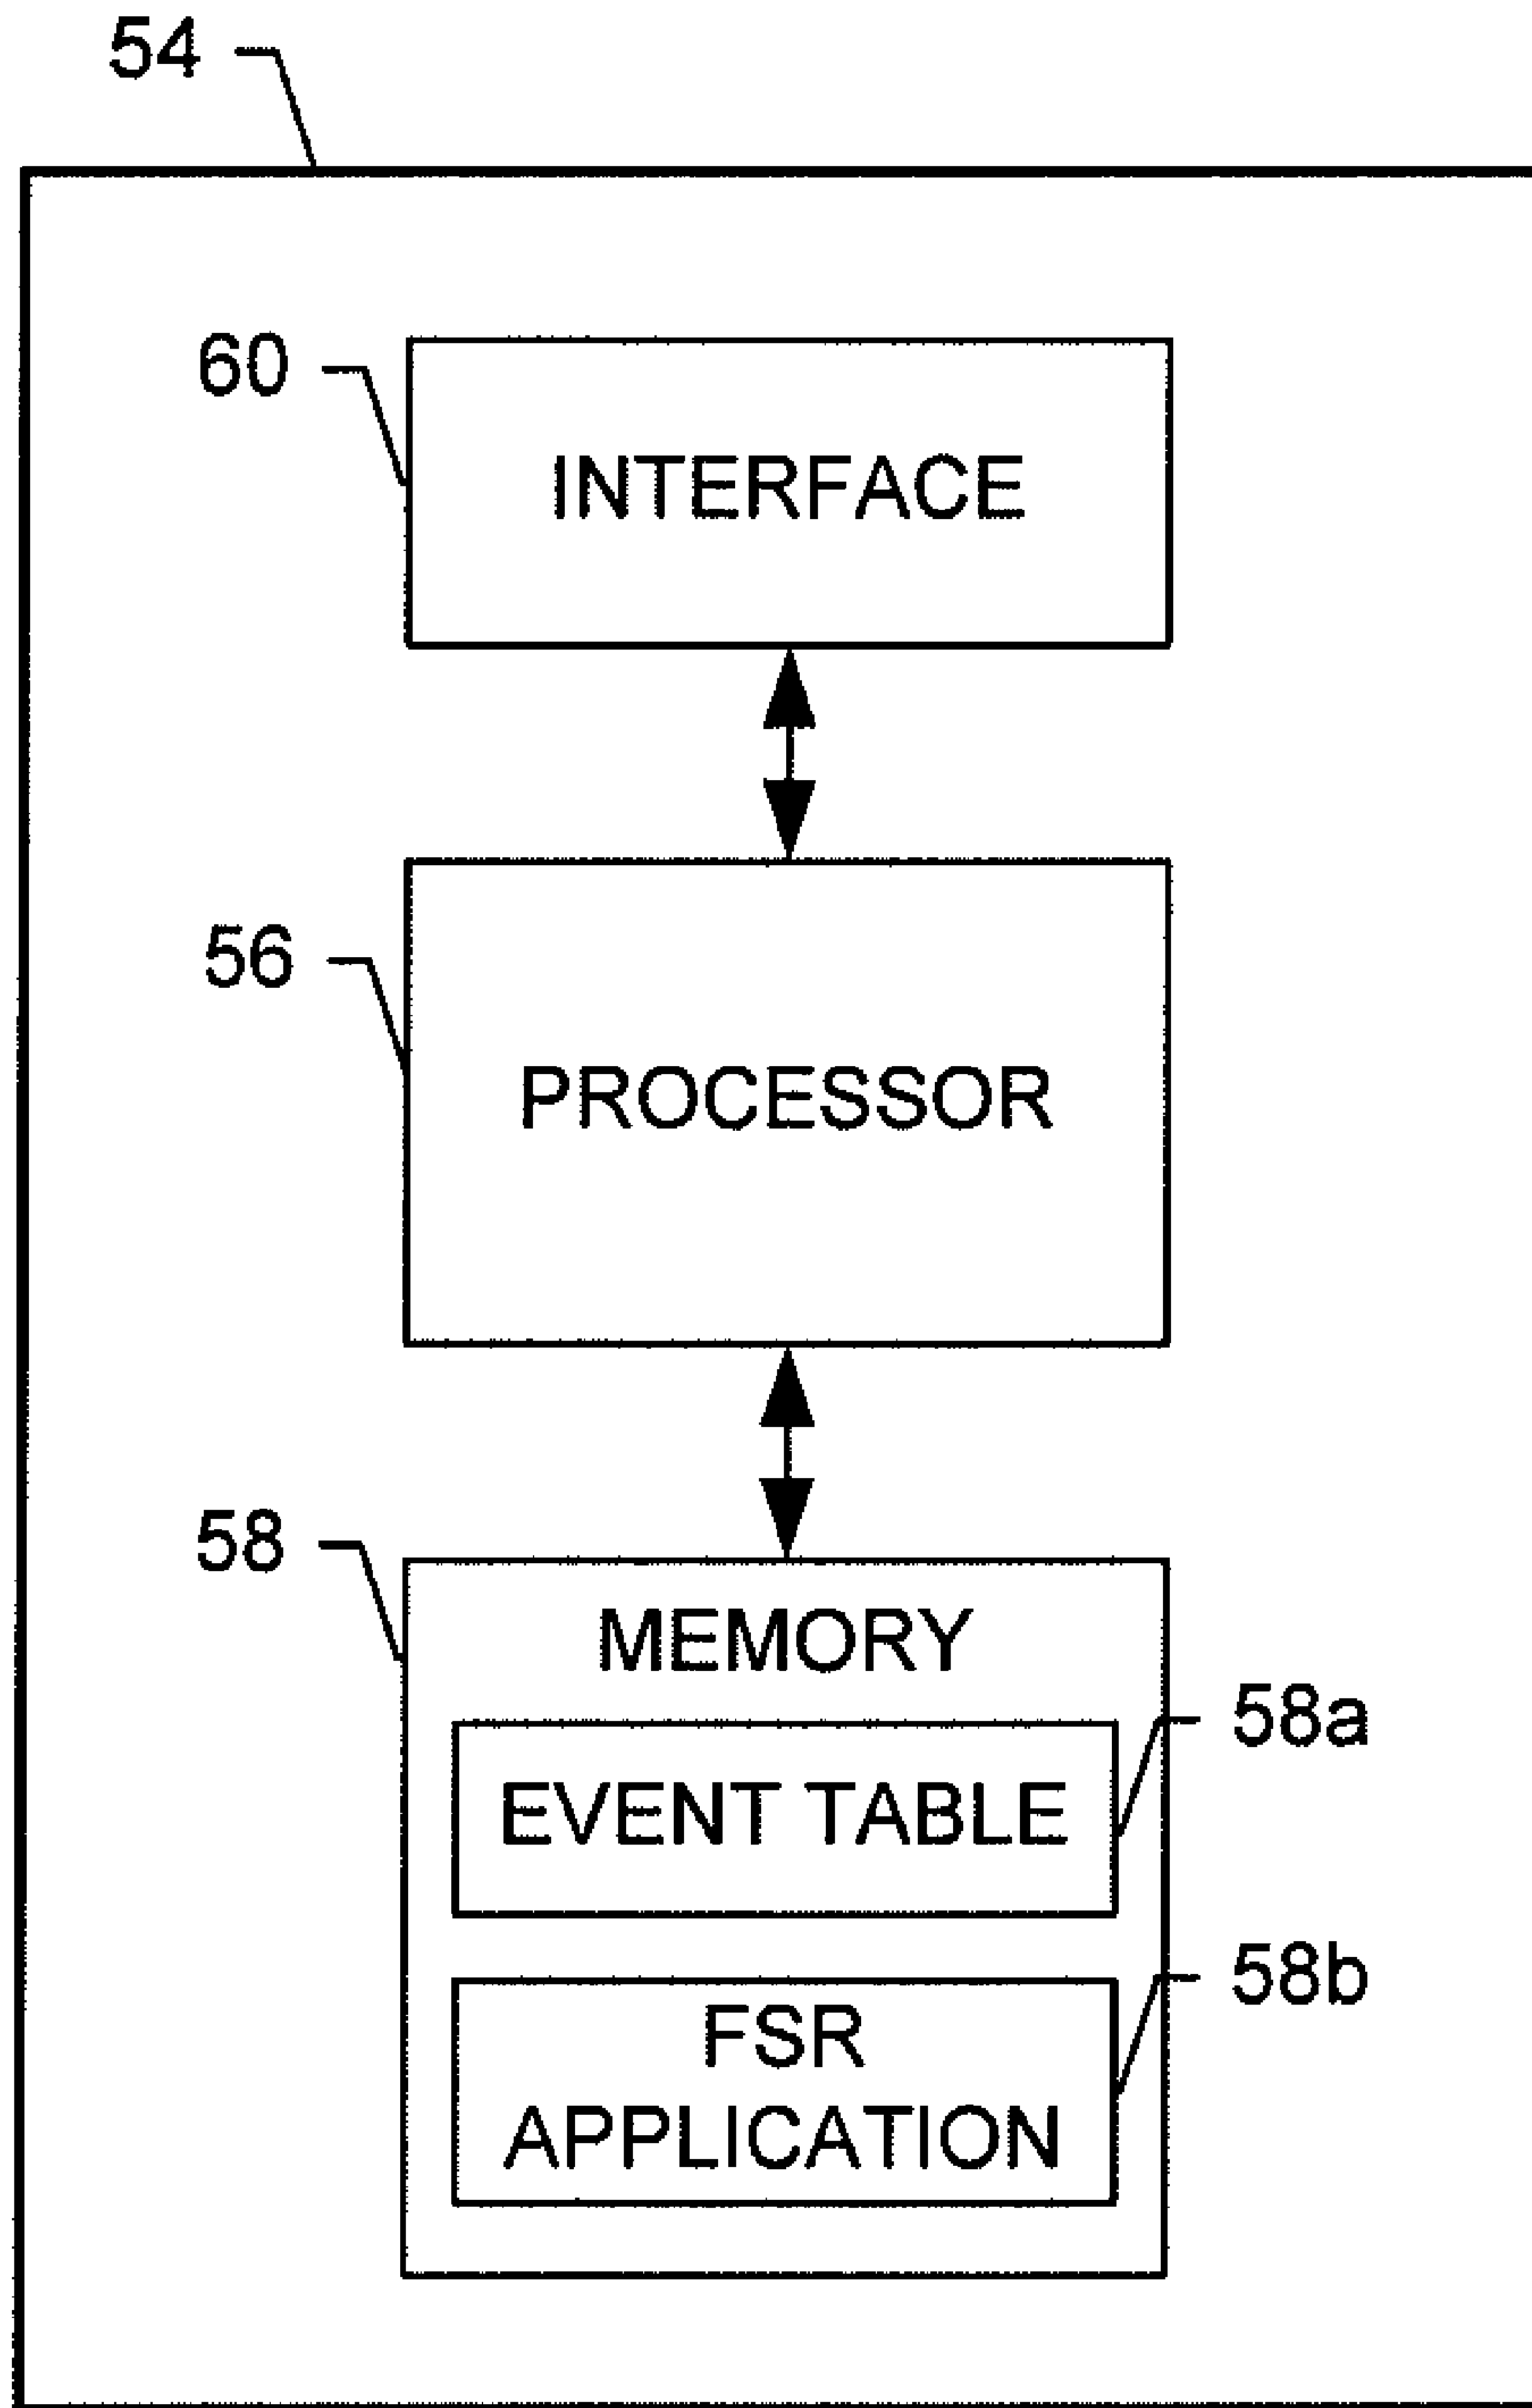 54
60
INTERFACE
56
PROCESSOR
58
MEMORY
58a
EVENT TABLE
58b
FSR
APPLICATION